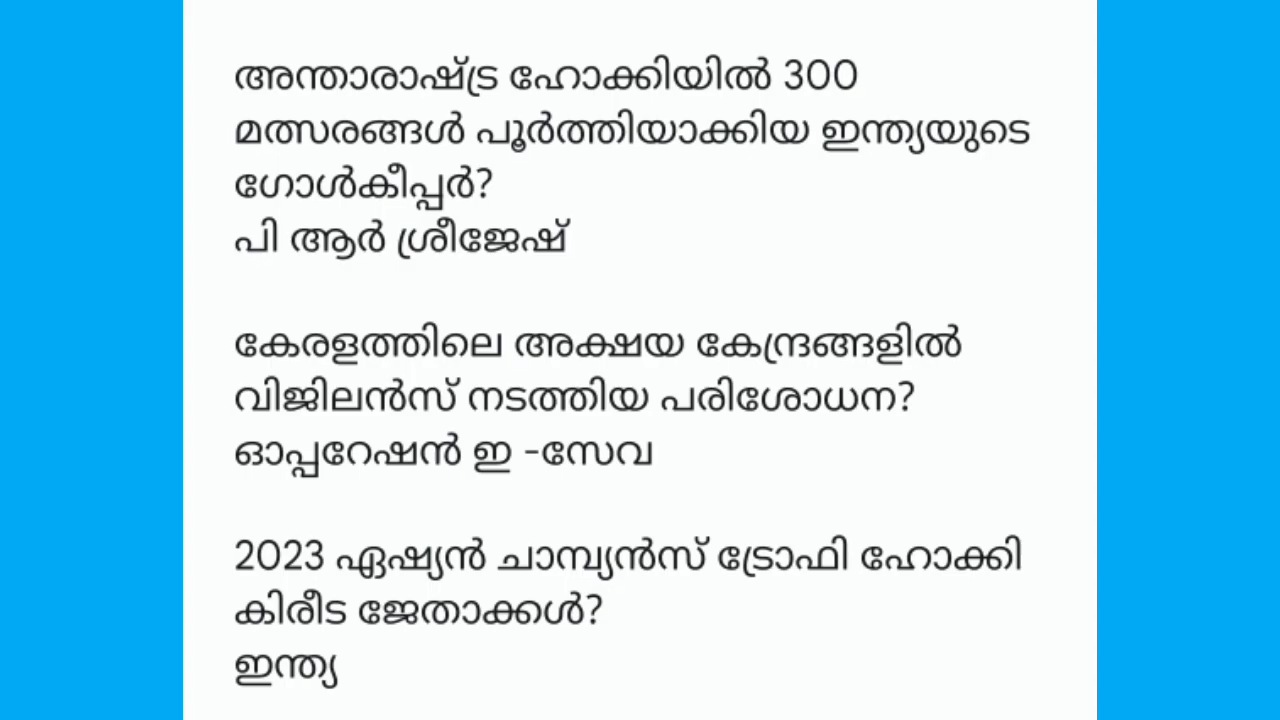 അന്താരാഷ്ട്ര ഹോക്കിയിൽ 300
മത്സരങ്ങൾ പൂർത്തിയാക്കിയ ഇന്ത്യയുടെ
ഗോൾകീപ്പർ?
പി ആർ ശ്രീജേഷ്
കേരളത്തിലെ അക്ഷയ കേന്ദ്രങ്ങളിൽ
വിജിലൻസ് നടത്തിയ പരിശോധന?
ഓപ്പറേഷൻ ഇ -സേവ
2023 ഏഷ്യൻ ചാമ്പ്യൻസ് ട്രോഫി ഹോക്കി
കിരീട ജേതാക്കൾ?
ഇന്ത്യ